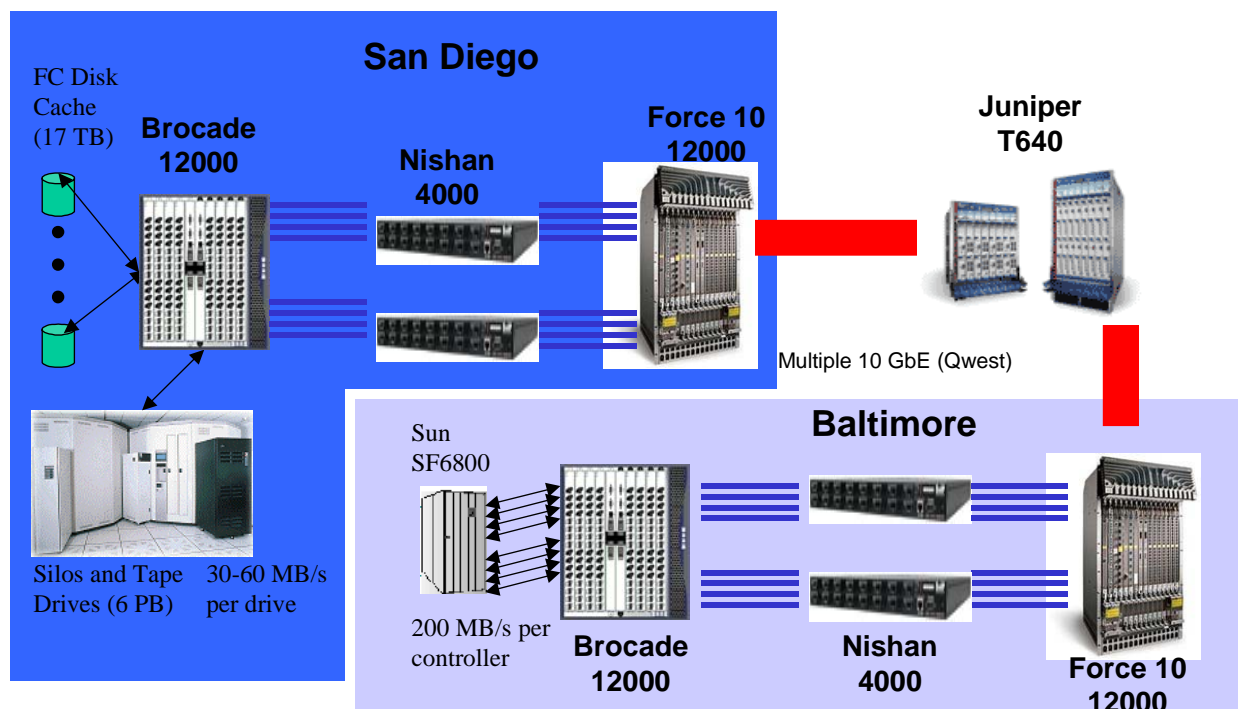 San Diego
FC Disk
Cache
(17 TB)
Brocade
12000
Nishan
4000
Force 10
12000
Juniper
T640
Multiple 10 GbE (Qwest)
Silos and Tape
Drives (6 PB)
30-60 MB/s
per drive
Baltimore
Sun
SF6800
200 MB/s per
controller
Brocade
12000
Nishan
4000
Force 10
12000